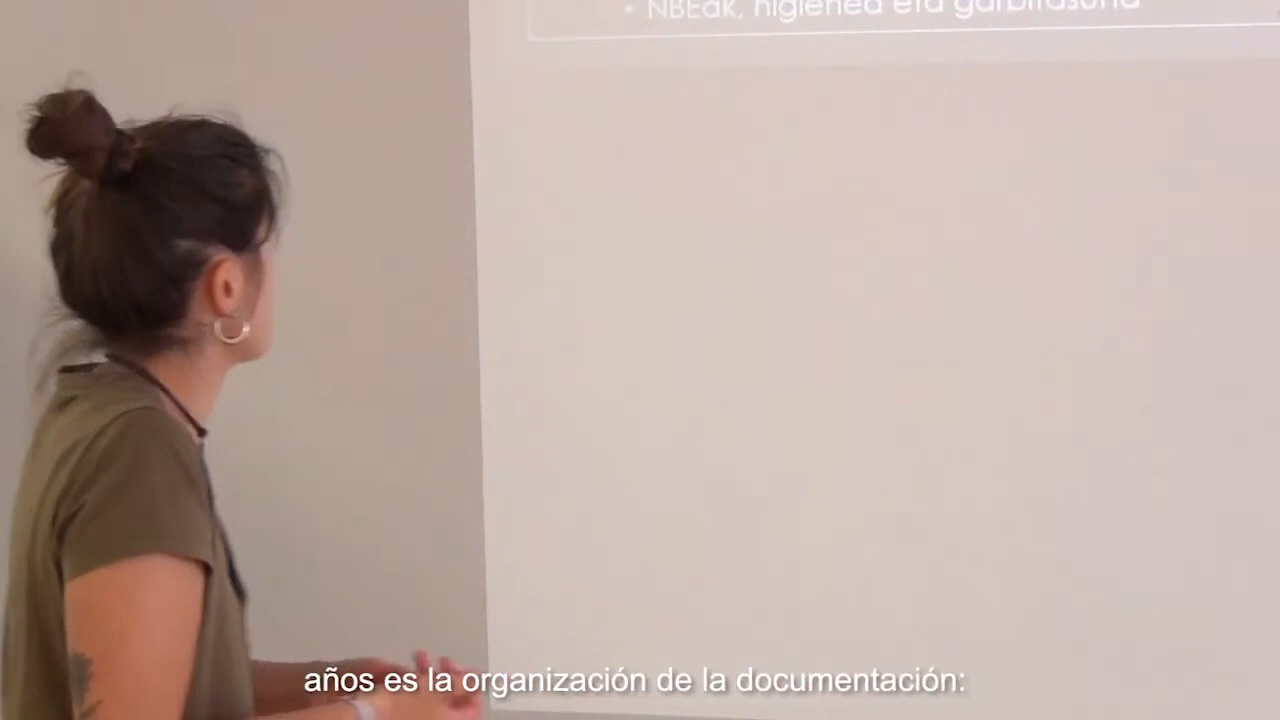 • NBEak, higienea eta garbitasuna
años es la organización de la documentación: